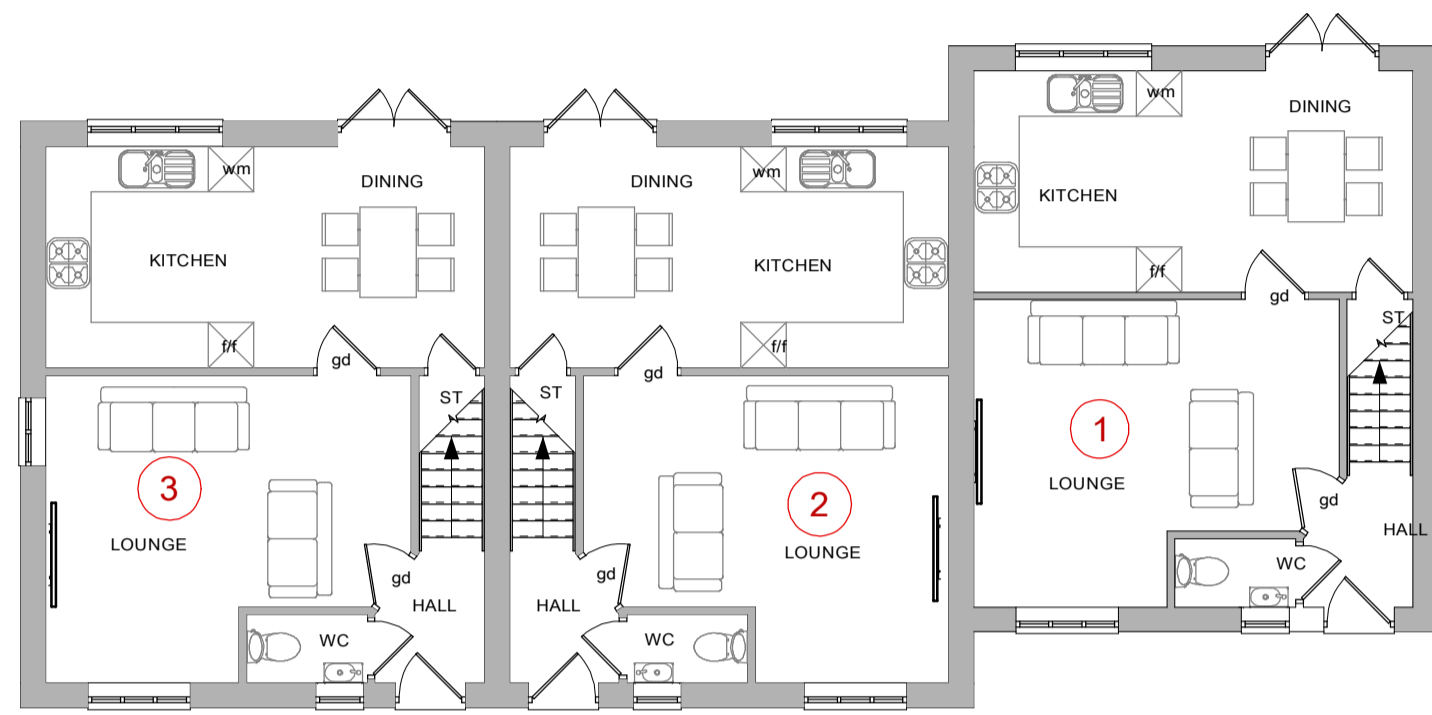 wm
DINING
KITCHEN
f/f
gd
ST
3
LOUNGE
gd
HALL
WC
DINING
wm
KITCHEN
f/f
gd
ST
2
LOUNGE
gd
HALL
WC
wm
DINING
KITCHEN
f/f
gd
ST
1
LOUNGE
gd
HALL
WC